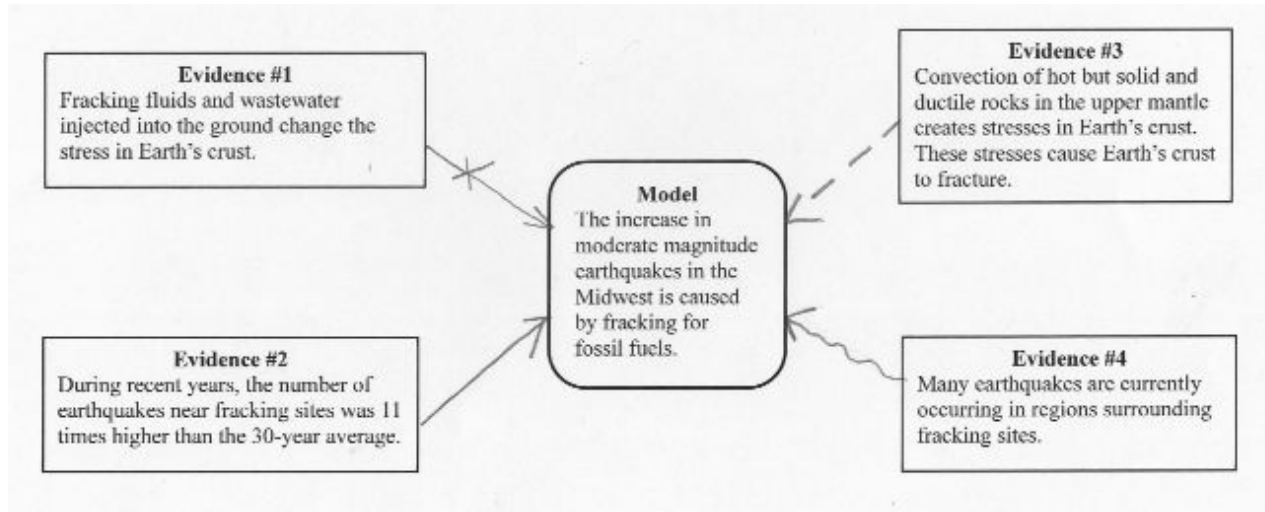 Evidence #1
Fracking fluids and wastewater
injected into the ground change the
stress in Earth's crust.
Evidence #2
During recent years, the number of
earthquakes near fracking sites was 11
times higher than the 30-year average.
Model
The increase in
moderate magnitude
earthquakes in the
Midwest is caused
by fracking for
fossil fuels.
Evidence #3
Convection of hot but solid and
ductile rocks in the upper mantle
creates stresses in Earth's crust.
These stresses cause Earth's crust
to fracture.
Evidence #4
Many earthquakes are currently
occurring in regions surrounding
fracking sites.